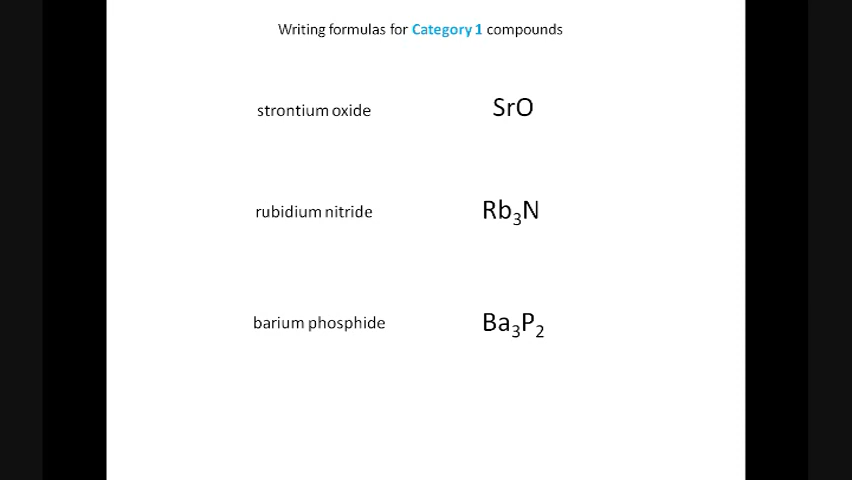 Writing formulas for Category 1 compounds
strontium oxide SrO
rubidium nitride Rb₃N
barium phosphide Ba₃P₂